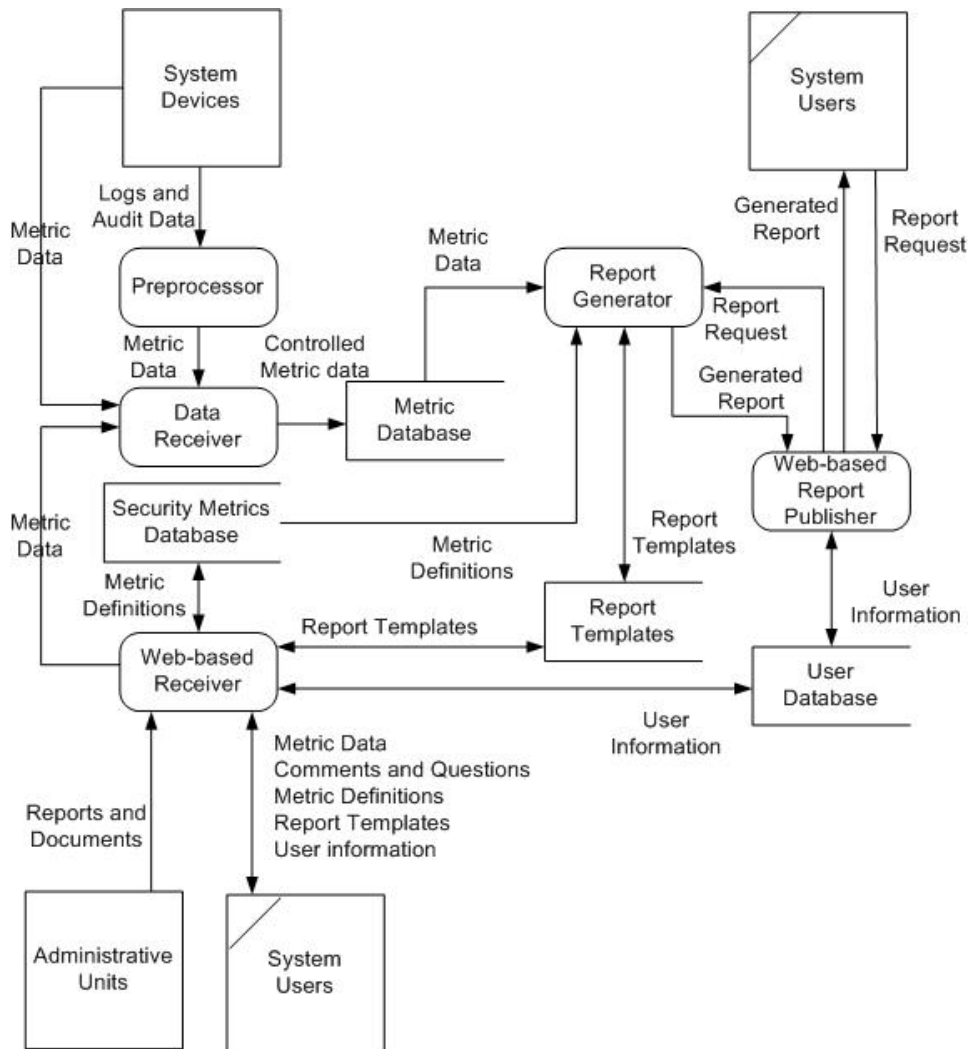 System
Devices
System
Users
Logs and
Audit Data
Metric
Data
Generated
Report
Report
Request
Metric
Data
Preprocessor
Report
Generator
Report
Request
Metric
Data
Controlled
Metric data
Generated
Report
Data
Receiver
Metric
Database
Web-based
Report
Publisher
Security Metrics
Database
Metric
Data
Metric
Definitions
Report
Templates
Metric
Definitions
User
Information
Report Templates
Report
Templates
Web-based
Receiver
User
Database
User
Information
Metric Data
Comments and Questions
Metric Definitions
Report Templates
User information
Reports and
Documents
Administrative
Units
System
Users